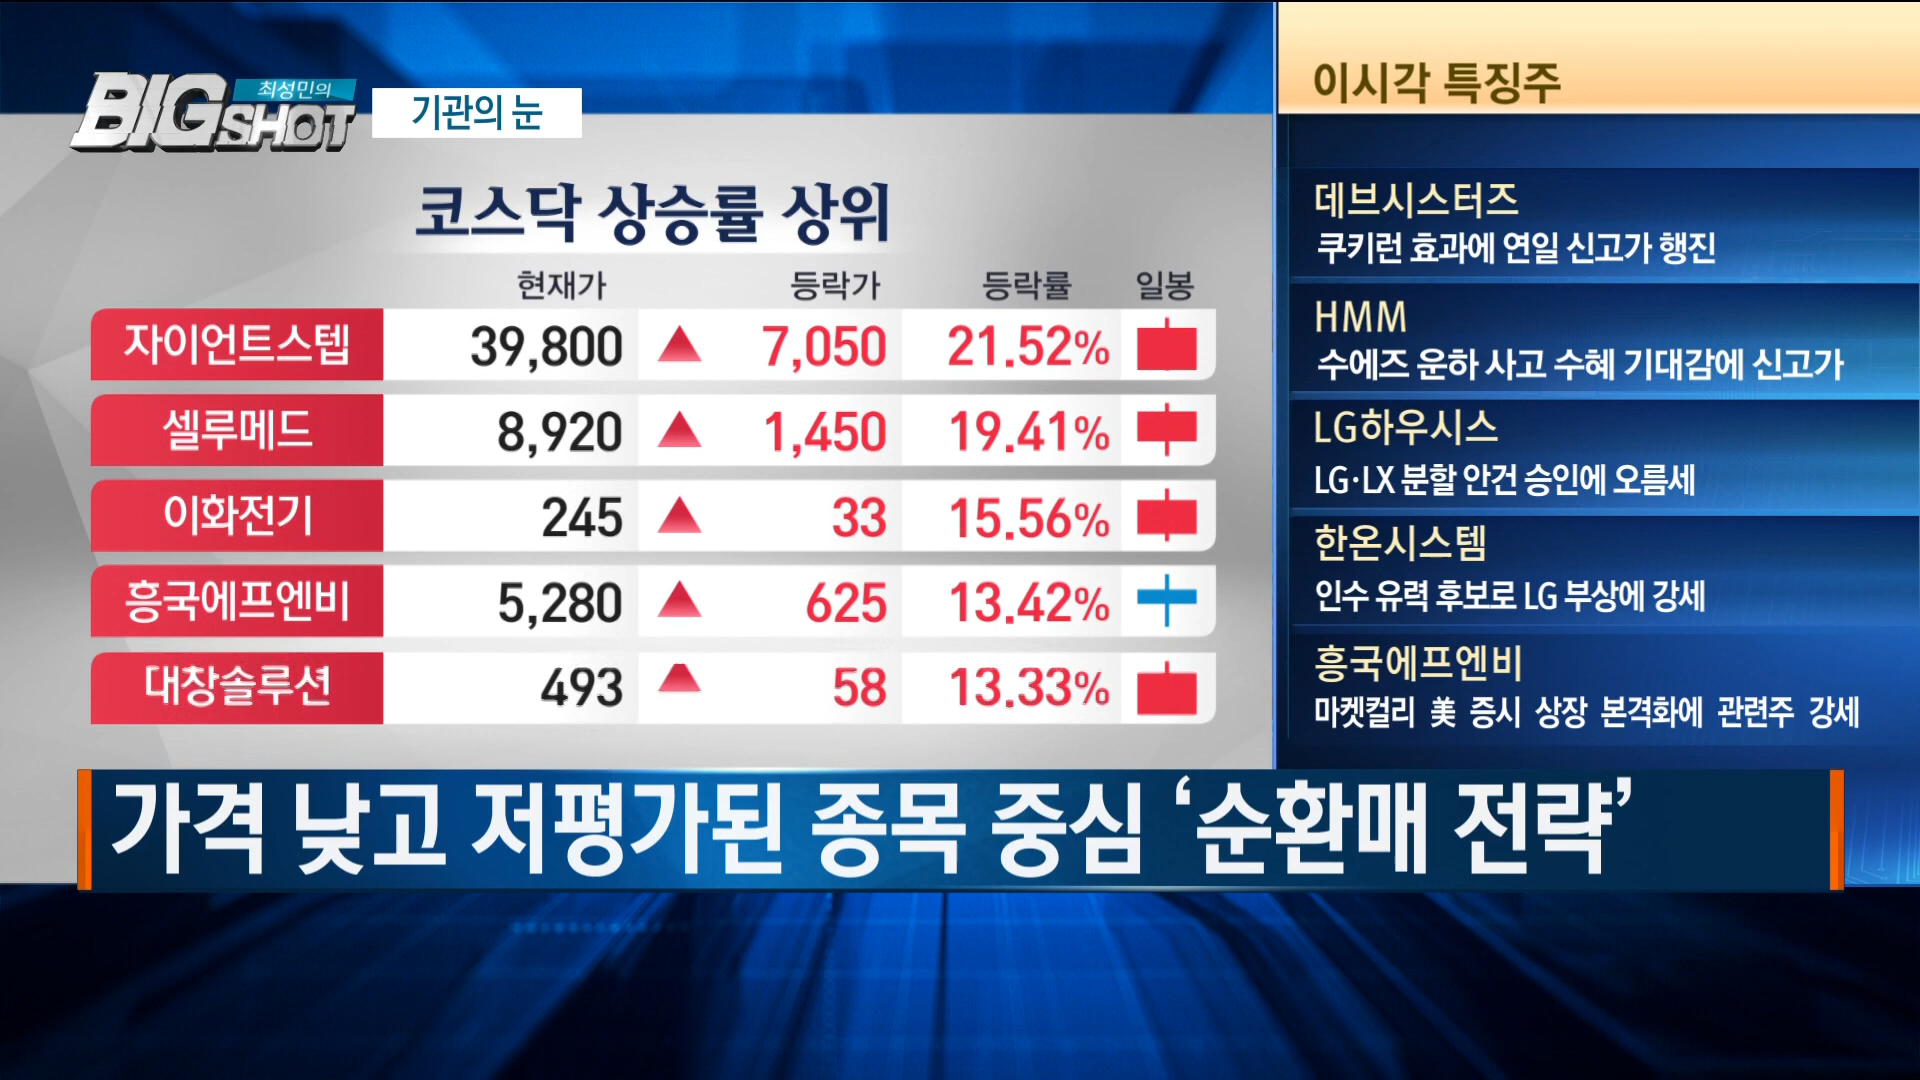 BIG SHOT 최성민의
기관의 눈
코스닥 상승률 상위
현재가 등락가 등락률 일봉
자이언트스텝 39,800 ▲ 7,050 21.52%
셀루메드 8,920 ▲ 1,450 19.41%
이화전기 245 ▲ 33 15.56%
흥국에프엔비 5,280 ▲ 625 13.42%
대창솔루션 493 ▲ 58 13.33%
이시각 특징주
데브시스터즈
쿠키런 효과에 연일 신고가 행진
HMM
수에즈 운하 사고 수혜 기대감에 신고가
LG하우시스
LG·LX 분할 안건 승인에 오름세
한온시스템
인수 유력 후보로 LG 부상에 강세
흥국에프엔비
마켓컬리 美 증시 상장 본격화에 관련주 강세
가격 낮고 저평가된 종목 중심 ‘순환매 전략’